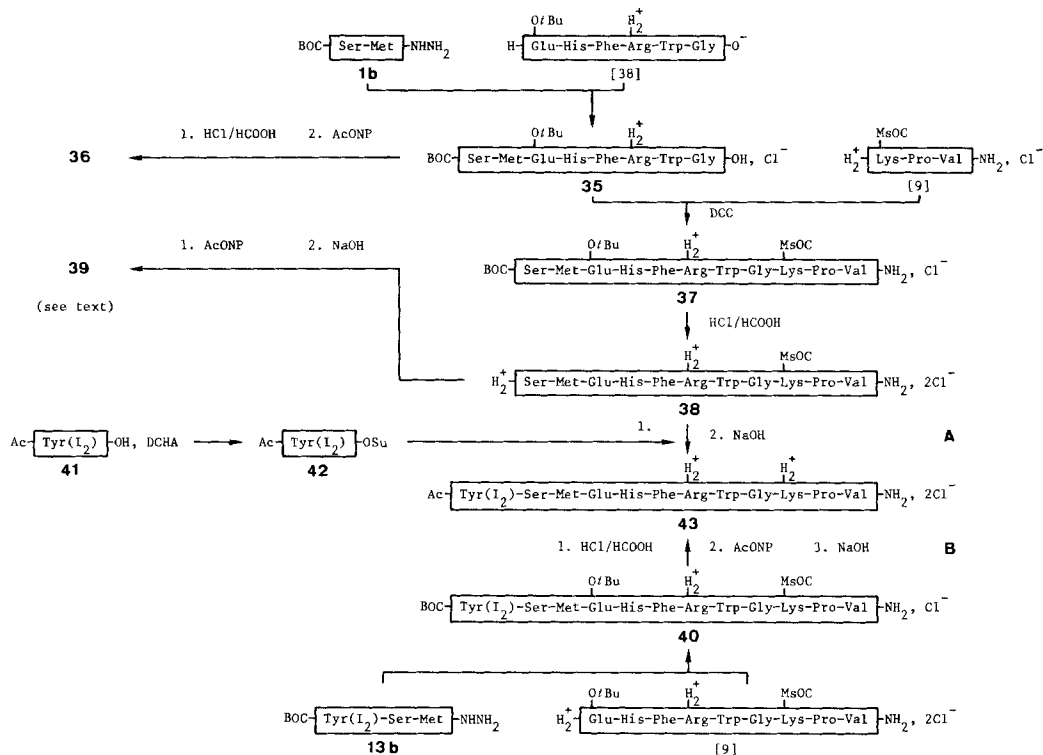 OtBu H₂⁺
BOC-Ser-Met-NHNH₂ H-Glu-His-Phe-Arg-Trp-Gly-O⁻
1b [38]
1. HCl/HCOOH 2. AcONP OtBu H₂⁺ MsOC
36 BOC-Ser-Met-Glu-His-Phe-Arg-Trp-Gly-OH, Cl⁻ H₂⁺-Lys-Pro-Val-NH₂, Cl⁻
35 [9]
DCC
1. AcONP 2. NaOH OtBu H₂⁺ MsOC
39 BOC-Ser-Met-Glu-His-Phe-Arg-Trp-Gly-Lys-Pro-Val-NH₂, Cl⁻
37
(see text)
HCl/HCOOH
H₂⁺ MsOC
H₂⁺-Ser-Met-Glu-His-Phe-Arg-Trp-Gly-Lys-Pro-Val-NH₂, 2Cl⁻
38
Ac-Tyr(I₂)-OH, DCHA Ac-Tyr(I₂)-OSu 1. 2. NaOH A
41 42
H₂⁺ H₂⁺
Ac-Tyr(I₂)-Ser-Met-Glu-His-Phe-Arg-Trp-Gly-Lys-Pro-Val-NH₂, 2Cl⁻
43
1. HCl/HCOOH 2. AcONP 3. NaOH B
OtBu H₂⁺ MsOC
BOC-Tyr(I₂)-Ser-Met-Glu-His-Phe-Arg-Trp-Gly-Lys-Pro-Val-NH₂, Cl⁻
40
OtBu H₂⁺ MsOC
BOC-Tyr(I₂)-Ser-Met-NHNH₂ H₂⁺-Glu-His-Phe-Arg-Trp-Gly-Lys-Pro-Val-NH₂, 2Cl⁻
13b [9]